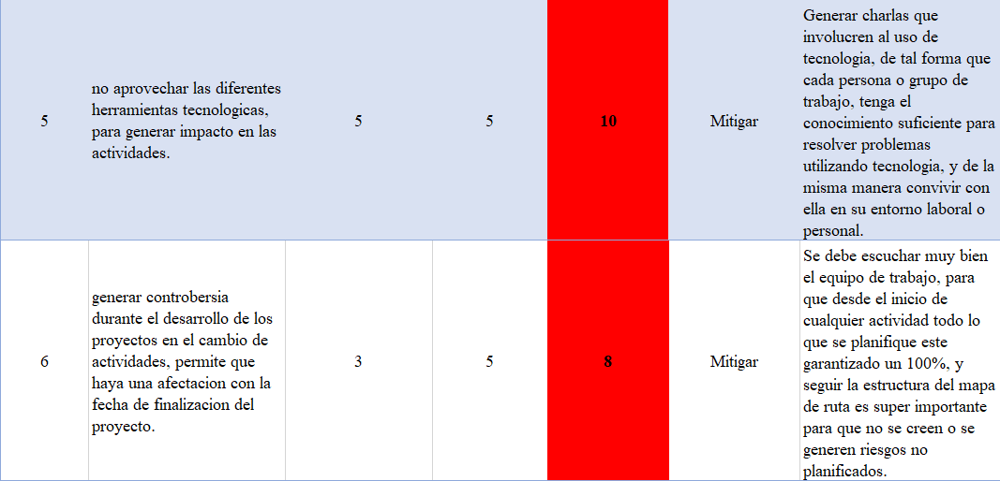 5
no aprovechar las diferentes
herramientas tecnologicas,
para generar impacto en las
actividades.
5
5
10
Mitigar
Generar charlas que
involucren al uso de
tecnologia, de tal forma que
cada persona o grupo de
trabajo, tenga el
conocimiento suficiente para
resolver problemas
utilizando tecnologia, y de la
misma manera convivir con
ella en su entorno laboral o
personal.
6
generar controbersia
durante el desarrollo de los
proyectos en el cambio de
actividades, permite que
haya una afectacion con la
fecha de finalizacion del
proyecto.
3
5
8
Mitigar
Se debe escuchar muy bien
el equipo de trabajo, para
que desde el inicio de
cualquier actividad todo lo
que se planifique este
garantizado un 100%, y
seguir la estructura del mapa
de ruta es super importante
para que no se creen o se
generen riesgos no
planificados.